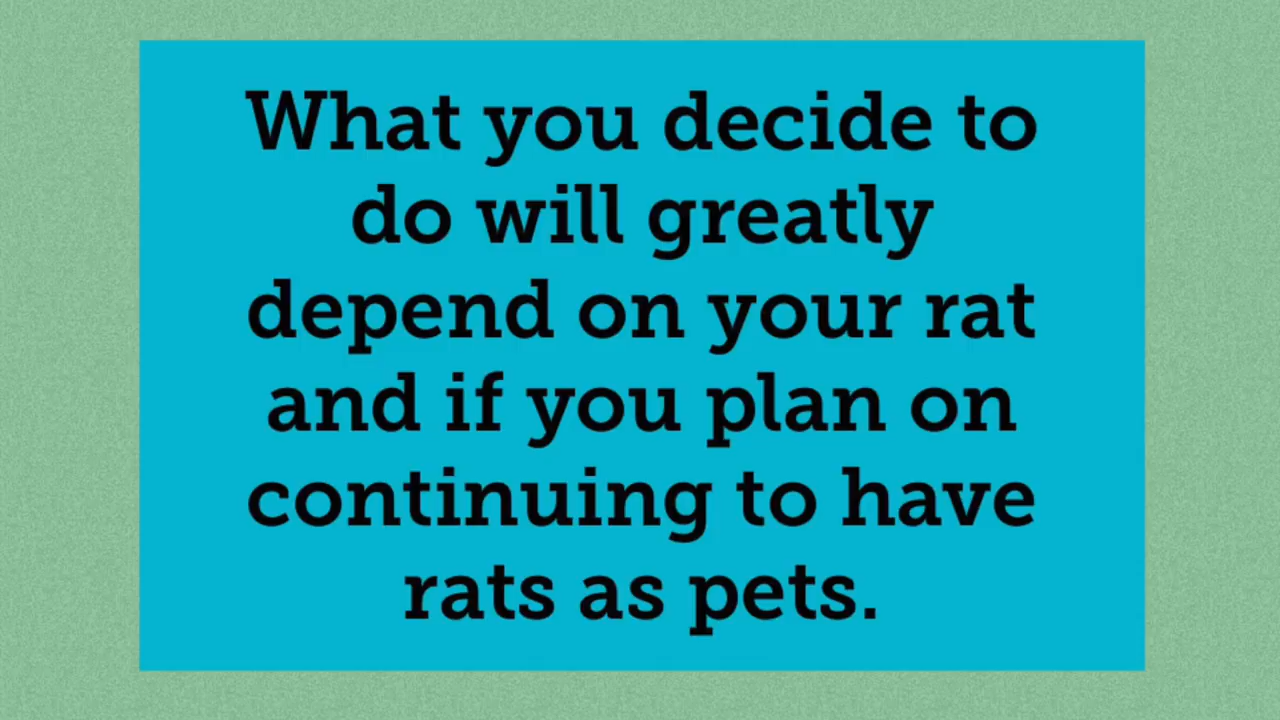 What you decide to
do will greatly
depend on your rat
and if you plan on
continuing to have
rats as pets.